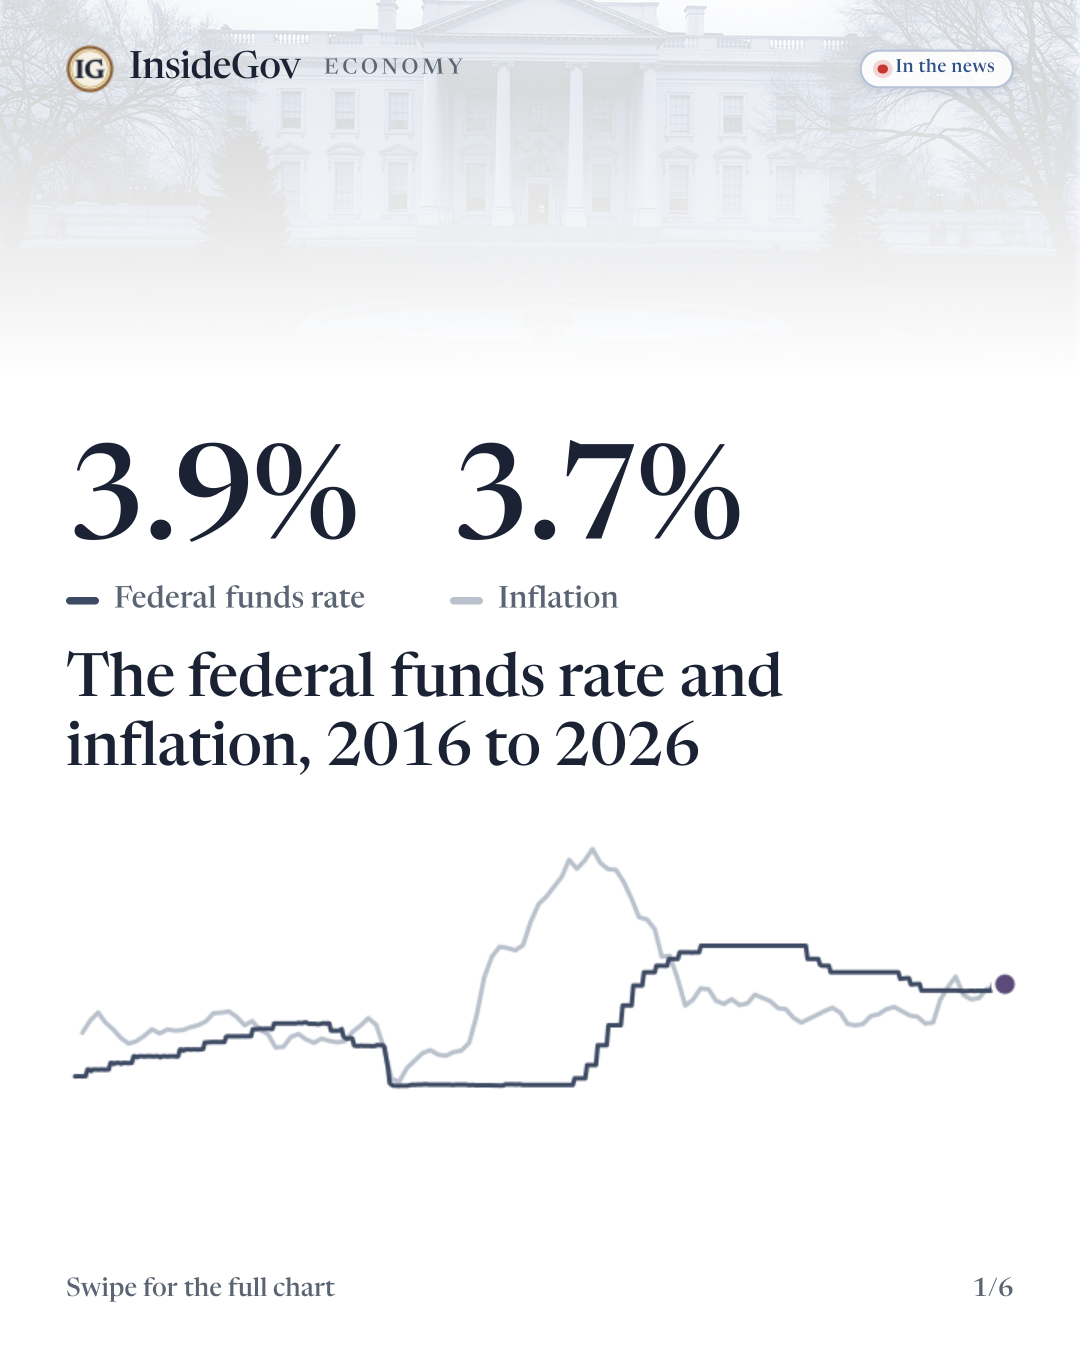 IG InsideGov ECONOMY
In the news
3.9% 3.7%
Federal funds rate Inflation
The federal funds rate and
inflation, 2016 to 2026
Swipe for the full chart 1/6